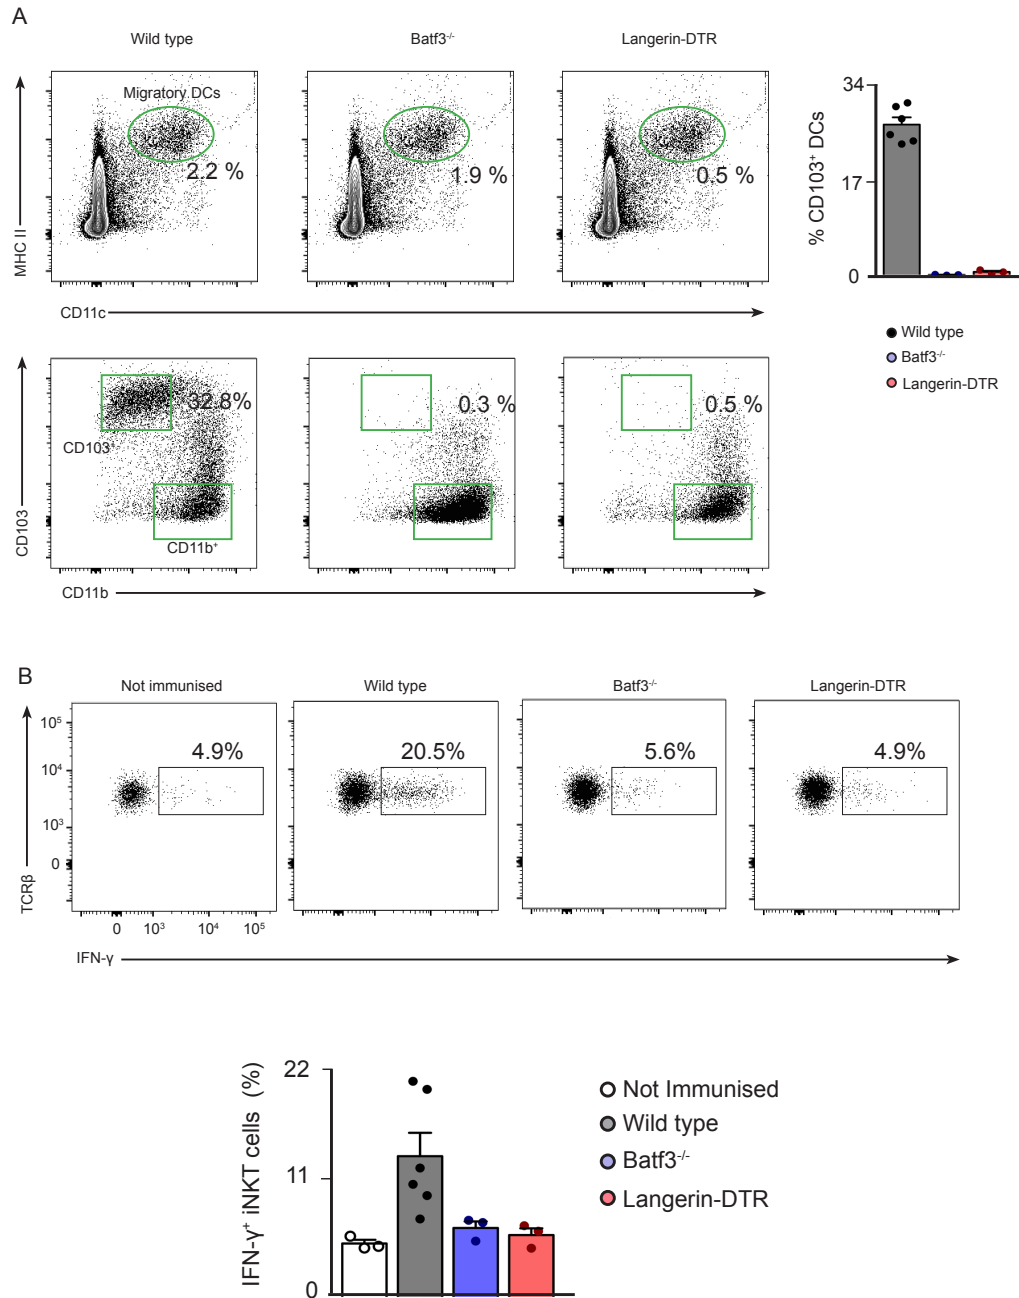 A
Wild type
Batf3-/-
Langerin-DTR
Migratory DCs
2.2 %
1.9 %
0.5 %
MHC II
CD11c
% CD103+ DCs
34
17
0
Wild type
Batf3-/-
Langerin-DTR
32.8%
0.3 %
0.5 %
CD103+
CD11b+
CD103
CD11b
B
Not immunised
Wild type
Batf3-/-
Langerin-DTR
4.9%
20.5%
5.6%
4.9%
10⁵
10⁴
10³
0
TCRβ
0 10³ 10⁴ 10⁵
IFN-γ
IFN-γ+ iNKT cells (%)
22
11
0
Not Immunised
Wild type
Batf3-/-
Langerin-DTR